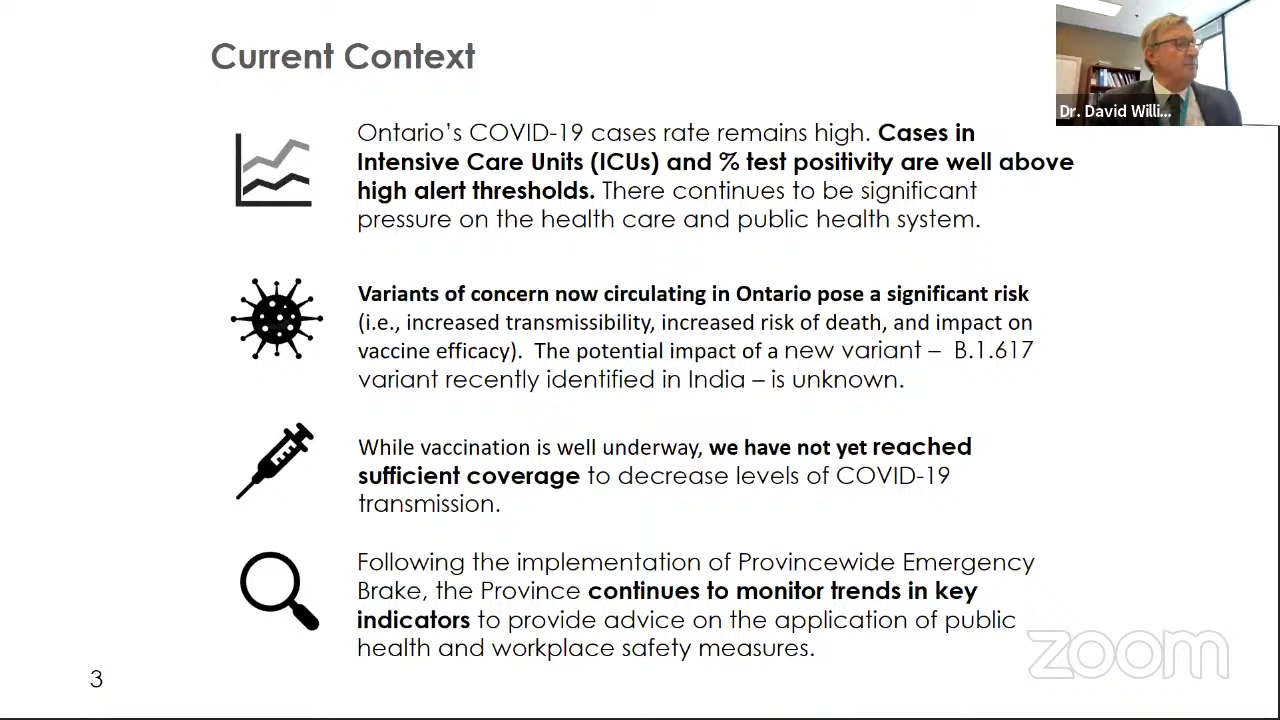 Current Context
Dr. David Willi...
Ontario's COVID-19 cases rate remains high. Cases in
Intensive Care Units (ICUs) and % test positivity are well above
high alert thresholds. There continues to be significant
pressure on the health care and public health system.
Variants of concern now circulating in Ontario pose a significant risk
(i.e., increased transmissibility, increased risk of death, and impact on
vaccine efficacy).  The potential impact of a new variant –  B.1.617
variant recently identified in India – is unknown.
While vaccination is well underway, we have not yet reached
sufficient coverage to decrease levels of COVID-19
transmission.
Following the implementation of Provincewide Emergency
Brake, the Province continues to monitor trends in key
indicators to provide advice on the application of public
health and workplace safety measures.
zoom
3